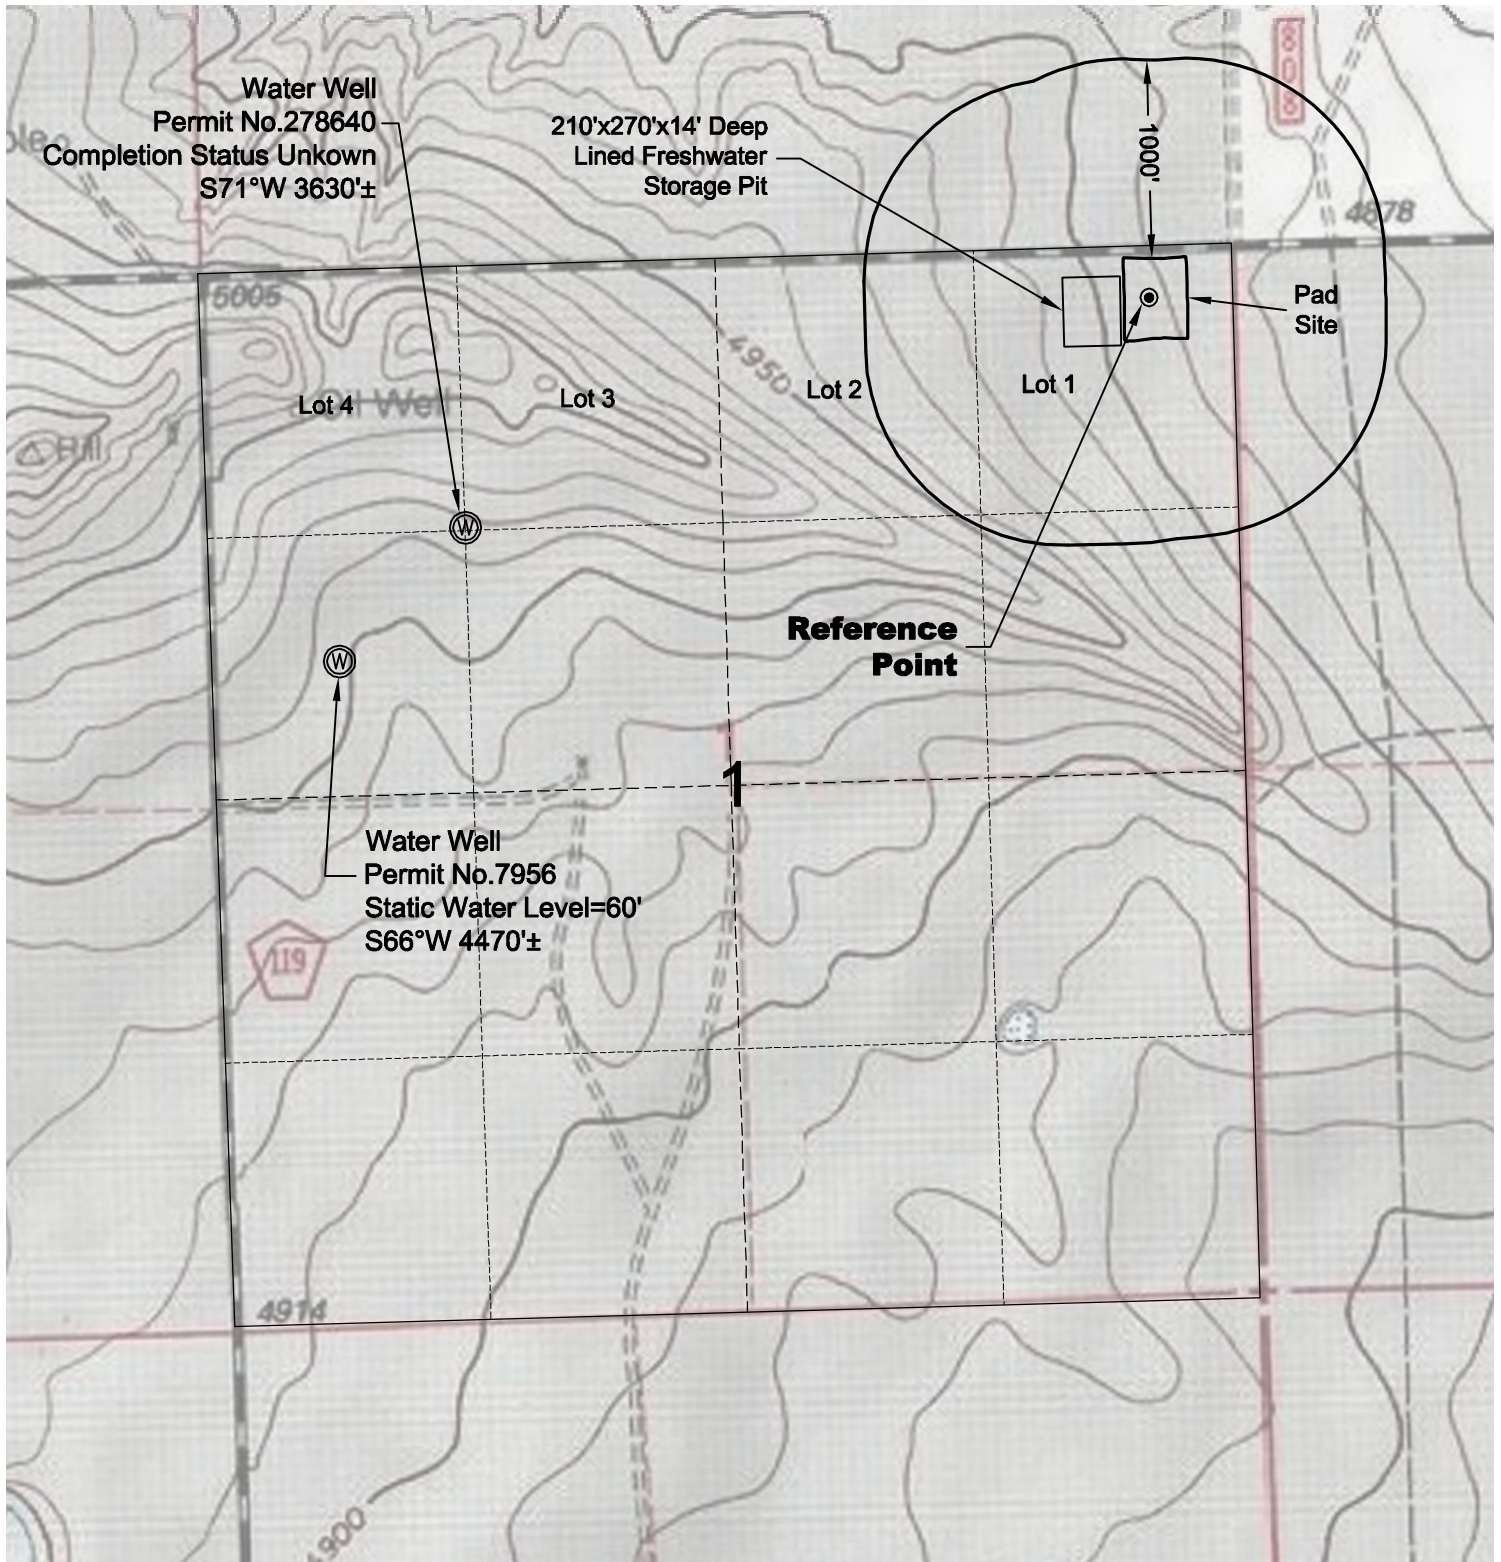 Water Well
Permit No.278640
Completion Status Unkown
S71°W 3630'±
210'x270'x14' Deep
Lined Freshwater
Storage Pit
1000'
808
4878
5005
Pad
Site
4950
Lot 4
Oil Well
Lot 3
Lot 2
Lot 1
Hill
W
Reference
Point
W
1
1
Water Well
Permit No.7956
Static Water Level=60'
S66°W 4470'±
119
4914
4900